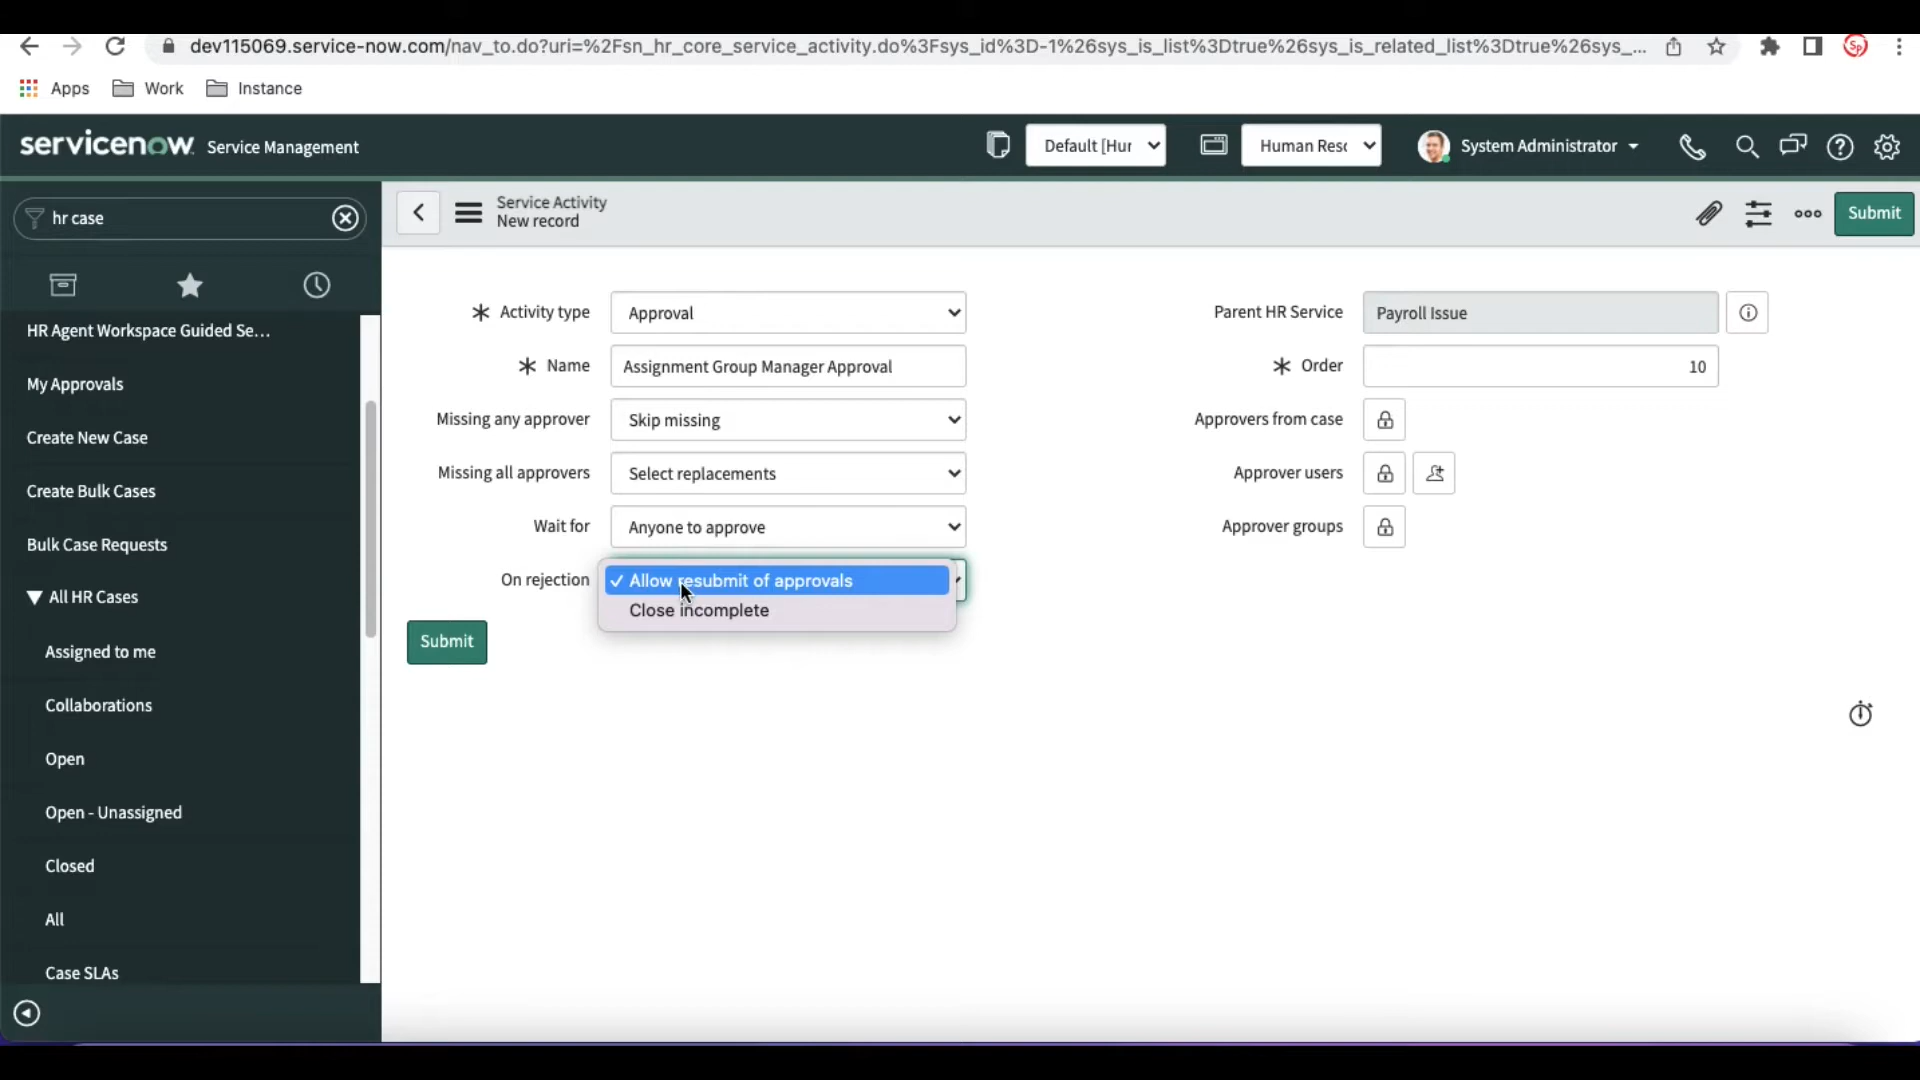 dev115069.service-now.com/nav_to.do?uri=%2Fsn_hr_core_service_activity.do%3Fsys_id%3D-1%26sys_is_list%3Dtrue%26sys_is_related_list%3Dtrue%26sys_...
Sp
Apps
Work
Instance
servicenow. Service Management
Default [Hur
Human Resc
System Administrator
hr case
Service Activity
New record
Submit
HR Agent Workspace Guided Se...
My Approvals
Create New Case
Create Bulk Cases
Bulk Case Requests
All HR Cases
Assigned to me
Collaborations
Open
Open - Unassigned
Closed
All
Case SLAs
Activity type
Approval
Name
Assignment Group Manager Approval
Missing any approver
Skip missing
Missing all approvers
Select replacements
Wait for
Anyone to approve
On rejection
✓ Allow resubmit of approvals
Close incomplete
Submit
Parent HR Service
Payroll Issue
Order
10
Approvers from case
Approver users
Approver groups